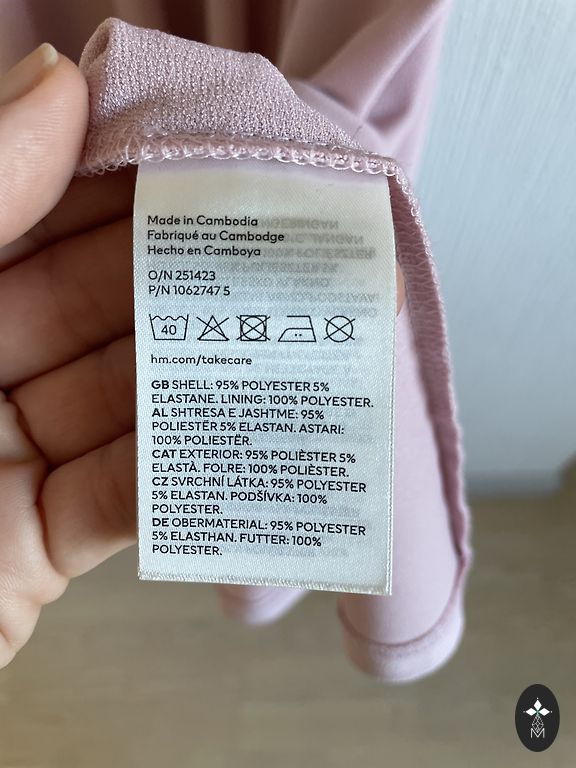 Made in Cambodia
Fabriqué au Cambodge
Hecho en Camboya
O/N 251423
P/N 1062747 5
40
hm.com/takecare
GB SHELL: 95% POLYESTER 5%
ELASTANE. LINING: 100% POLYESTER.
AL SHTRESA E JASHTME: 95%
POLIESTËR 5% ELASTAN. ASTARI:
100% POLIESTËR.
CAT EXTERIOR: 95% POLIÈSTER 5%
ELASTÀ. FOLRE: 100% POLIÈSTER.
CZ SVRCHNÍ LÁTKA: 95% POLYESTER
5% ELASTAN. PODŠÍVKA: 100%
POLYESTER.
DE OBERMATERIAL: 95% POLYESTER
5% ELASTHAN. FUTTER: 100%
POLYESTER.
M